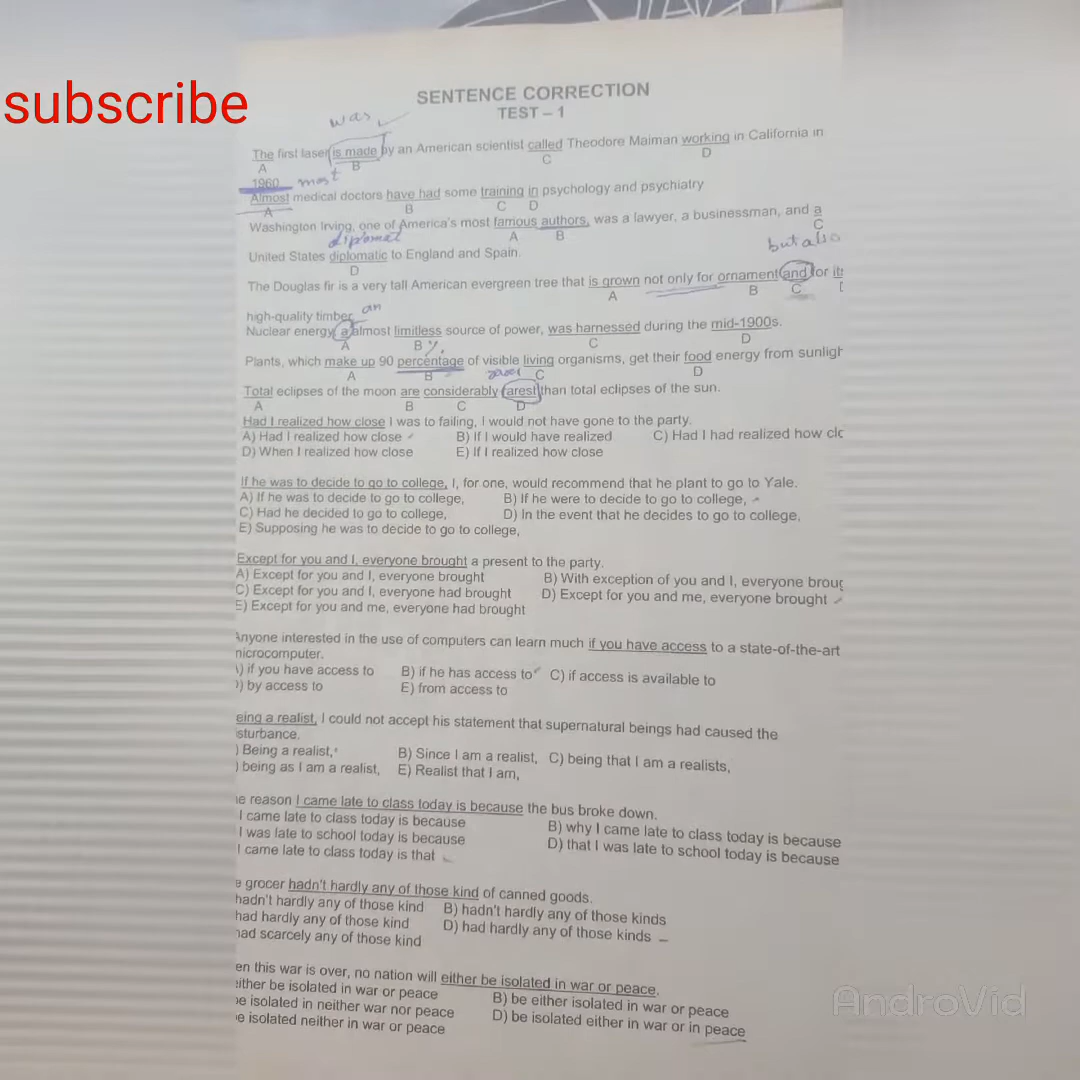 subscribe
SENTENCE CORRECTION
TEST – 1
was
The first laser is made by an American scientist called Theodore Maiman working in California in
A B C D
1960 most
Almost medical doctors have had some training in psychology and psychiatry
A B C D
Washington Irving, one of America's most famous authors, was a lawyer, a businessman, and a
diplomat A B C
United States diplomatic to England and Spain.
D but also
The Douglas fir is a very tall American evergreen tree that is grown not only for ornament and for its
A B C
high-quality timber.
an
Nuclear energy, a almost limitless source of power, was harnessed during the mid-1900s.
A B C D
%
Plants, which make up 90 percentage of visible living organisms, get their food energy from sunligh
A B C D
Total eclipses of the moon are considerably rarest than total eclipses of the sun.
A B C D
Had I realized how close I was to failing, I would not have gone to the party.
A) Had I realized how close B) If I would have realized C) Had I had realized how clo
D) When I realized how close E) If I realized how close
If he was to decide to go to college, I, for one, would recommend that he plant to go to Yale.
A) If he was to decide to go to college, B) If he were to decide to go to college,
C) Had he decided to go to college, D) In the event that he decides to go to college,
E) Supposing he was to decide to go to college,
Except for you and I, everyone brought a present to the party.
A) Except for you and I, everyone brought B) With exception of you and I, everyone broug
C) Except for you and I, everyone had brought D) Except for you and me, everyone brought
E) Except for you and me, everyone had brought
Anyone interested in the use of computers can learn much if you have access to a state-of-the-art
microcomputer.
) if you have access to B) if he has access to C) if access is available to
) by access to E) from access to
eing a realist, I could not accept his statement that supernatural beings had caused the
isturbance.
) Being a realist, B) Since I am a realist, C) being that I am a realists,
) being as I am a realist, E) Realist that I am,
e reason I came late to class today is because the bus broke down.
I came late to class today is because B) why I came late to class today is because
I was late to school today is because D) that I was late to school today is because
I came late to class today is that
e grocer hadn't hardly any of those kind of canned goods.
hadn't hardly any of those kind B) hadn't hardly any of those kinds
had hardly any of those kind D) had hardly any of those kinds
had scarcely any of those kind
en this war is over, no nation will either be isolated in war or peace.
either be isolated in war or peace B) be either isolated in war or peace
be isolated in neither war nor peace D) be isolated either in war or in peace
e isolated neither in war or peace
AndroVid